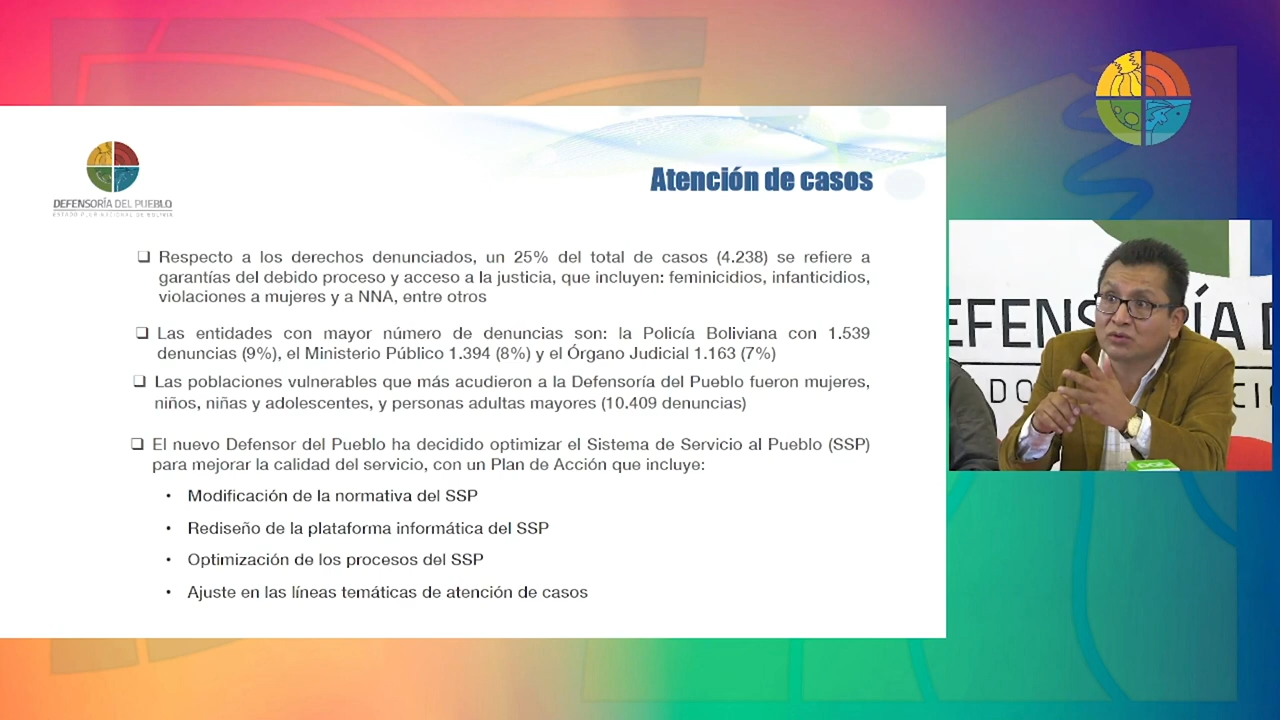 DEFENSORÍA DEL PUEBLO
ESTADO PLURINACIONAL DE BOLIVIA
Atención de casos
❑ Respecto a los derechos denunciados, un 25% del total de casos (4.238) se refiere a
garantías del debido proceso y acceso a la justicia, que incluyen: feminicidios, infanticidios,
violaciones a mujeres y a NNA, entre otros
❑ Las entidades con mayor número de denuncias son: la Policía Boliviana con 1.539
denuncias (9%), el Ministerio Público 1.394 (8%) y el Órgano Judicial 1.163 (7%)
❑ Las poblaciones vulnerables que más acudieron a la Defensoría del Pueblo fueron mujeres,
niños, niñas y adolescentes, y personas adultas mayores (10.409 denuncias)
❑ El nuevo Defensor del Pueblo ha decidido optimizar el Sistema de Servicio al Pueblo (SSP)
para mejorar la calidad del servicio, con un Plan de Acción que incluye:
• Modificación de la normativa del SSP
• Rediseño de la plataforma informática del SSP
• Optimización de los procesos del SSP
• Ajuste en las líneas temáticas de atención de casos
EFENS ÍA D